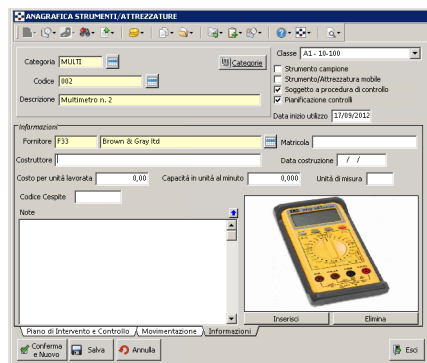 ANAGRAFICA STRUMENTI/ATTREZZATURE
Categoria MULTI Categorie
Codice 002
Descrizione Multimetro n. 2
Classe A1 - 10-100
Strumento campione
Strumento/Attrezzatura mobile
Soggetto a procedura di controllo
Pianificazione controlli
Data inizio utilizzo 17/09/2012
Informazioni
Fornitore F33 Brown & Gray ltd Matricola
Costruttore Data costruzione / /
Costo per unità lavorata 0,00 Capacità in unità al minuto 0,000 Unità di misura
Codice Cespite
Note
Inserisci Elimina
Piano di Intervento e Controllo Movimentazione Informazioni
Conferma e Nuovo Salva Annulla Esci